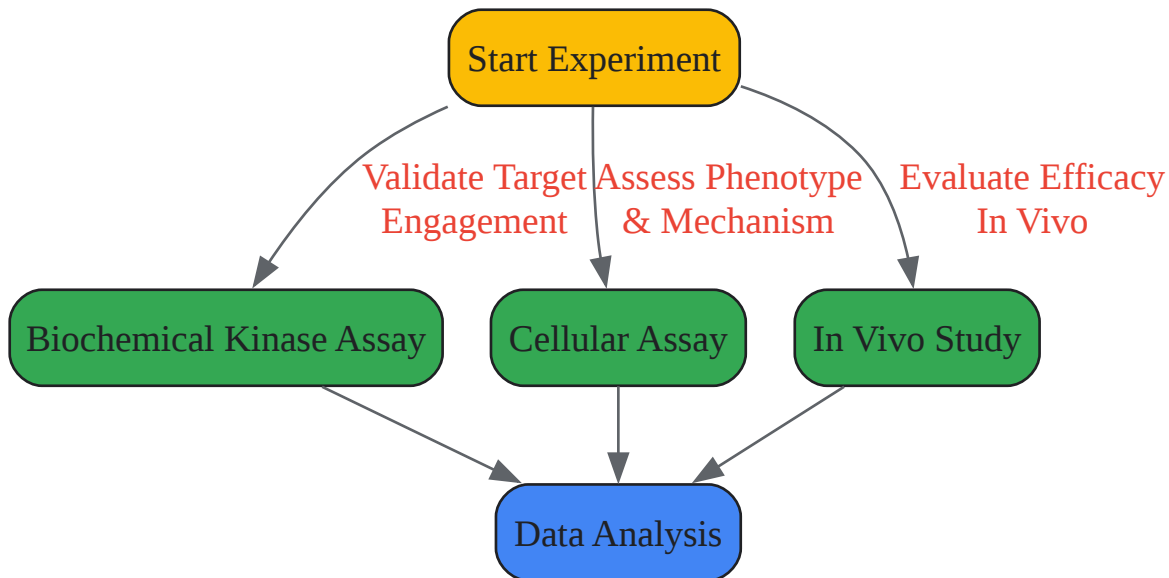 Start Experiment
Validate Target
Engagement
Assess Phenotype
& Mechanism
Evaluate Efficacy
In Vivo
Biochemical Kinase Assay
Cellular Assay
In Vivo Study
Data Analysis